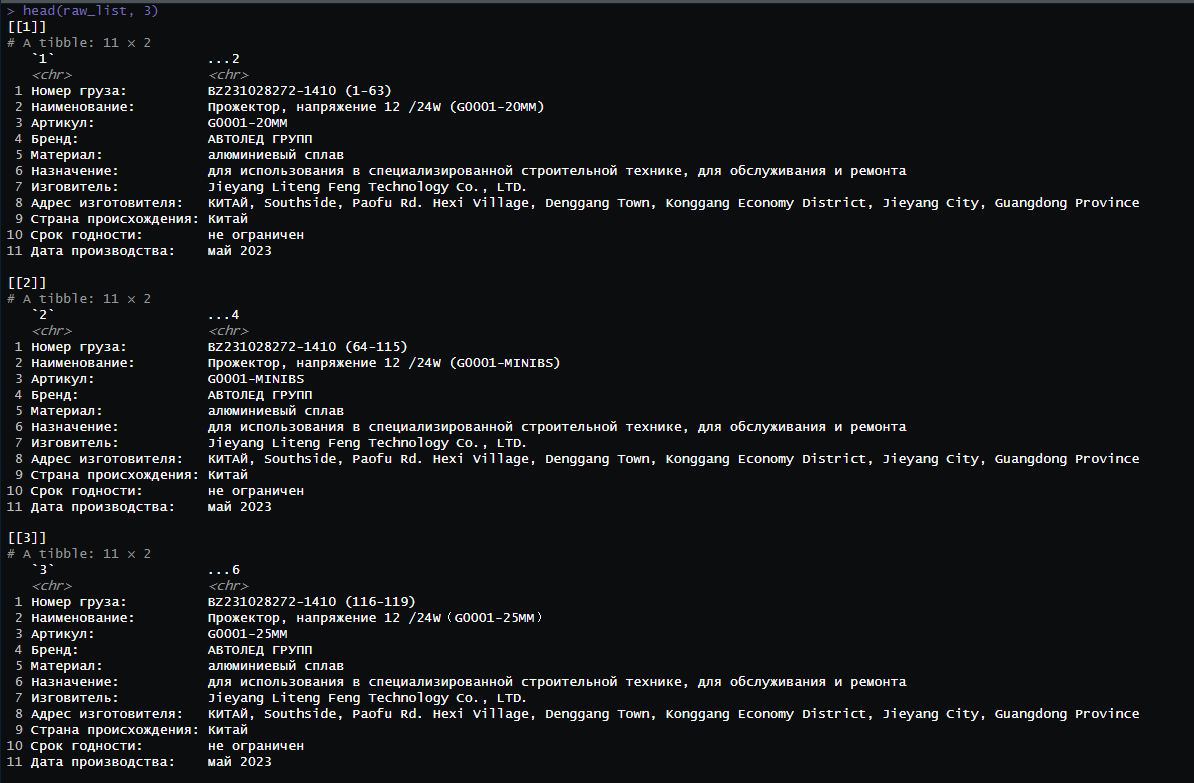 > head(raw_list, 3)
[[1]]
# A tibble: 11 × 2
`1` ...2
<chr> <chr>
1 Номер груза: BZ231028272-1410 (1-63)
2 Наименование: Прожектор, напряжение 12 /24W (G0001-20MM)
3 Артикул: G0001-20MM
4 Бренд: АВТОЛЕД ГРУПП
5 Материал: алюминиевый сплав
6 Назначение: для использования в специализированной строительной технике, для обслуживания и ремонта
7 Изговитель: Jieyang Liteng Feng Technology Co., LTD.
8 Адрес изготовителя: КИТАЙ, Southside, Paofu Rd. Hexi Village, Denggang Town, Konggang Economy District, Jieyang City, Guangdong Province
9 Страна происхождения: Китай
10 Срок годности: не ограничен
11 Дата производства: май 2023
[[2]]
# A tibble: 11 × 2
`2` ...4
<chr> <chr>
1 Номер груза: BZ231028272-1410 (64-115)
2 Наименование: Прожектор, напряжение 12 /24W (G0001-MINIBS)
3 Артикул: G0001-MINIBS
4 Бренд: АВТОЛЕД ГРУПП
5 Материал: алюминиевый сплав
6 Назначение: для использования в специализированной строительной технике, для обслуживания и ремонта
7 Изговитель: Jieyang Liteng Feng Technology Co., LTD.
8 Адрес изготовителя: КИТАЙ, Southside, Paofu Rd. Hexi Village, Denggang Town, Konggang Economy District, Jieyang City, Guangdong Province
9 Страна происхождения: Китай
10 Срок годности: не ограничен
11 Дата производства: май 2023
[[3]]
# A tibble: 11 × 2
`3` ...6
<chr> <chr>
1 Номер груза: BZ231028272-1410 (116-119)
2 Наименование: Прожектор, напряжение 12 /24W（G0001-25MM）
3 Артикул: G0001-25MM
4 Бренд: АВТОЛЕД ГРУПП
5 Материал: алюминиевый сплав
6 Назначение: для использования в специализированной строительной технике, для обслуживания и ремонта
7 Изговитель: Jieyang Liteng Feng Technology Co., LTD.
8 Адрес изготовителя: КИТАЙ, Southside, Paofu Rd. Hexi Village, Denggang Town, Konggang Economy District, Jieyang City, Guangdong Province
9 Страна происхождения: Китай
10 Срок годности: не ограничен
11 Дата производства: май 2023